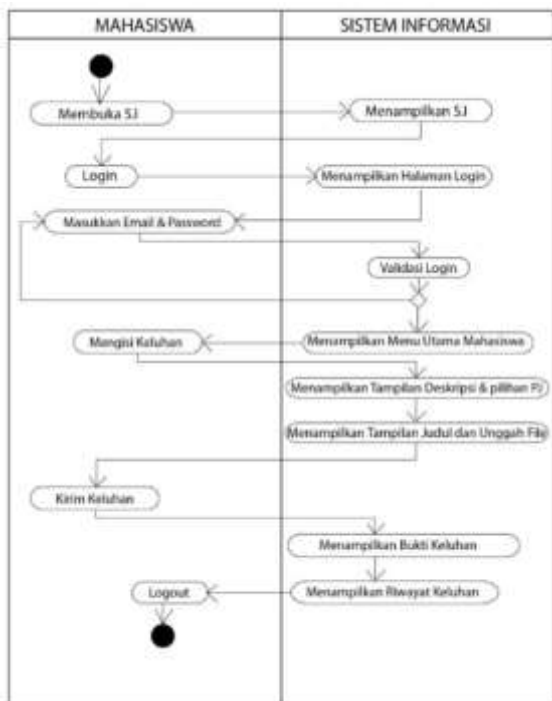 MAHASISWA
SISTEM INFORMASI
Membuka S.I
Menampilkan S.I
Login
Menampilkan Halaman Login
Masukkan Email & Password
Validasi Login
Menampilkan Menu Utama Mahasiswa
Mengisi Keluhan
Menampilkan Tampilan Deskripsi & pilihan PJ
Menampilkan Tampilan Judul dan Unggah File
Kirim Keluhan
Menampilkan Bukti Keluhan
Menampilkan Riwayat Keluhan
Logout